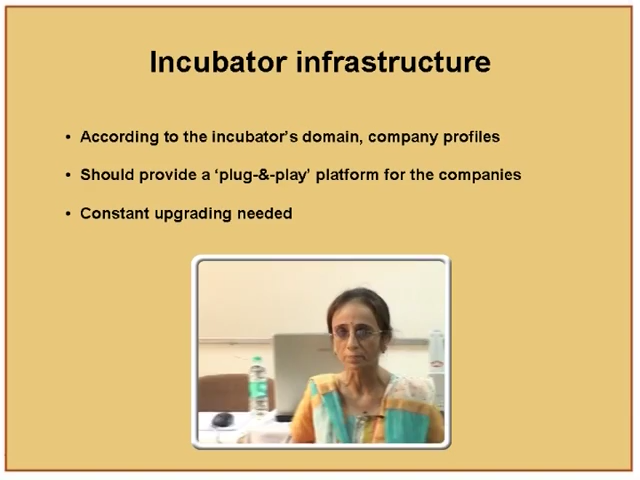 Incubator infrastructure
• According to the incubator’s domain, company profiles
• Should provide a ‘plug-&-play’ platform for the companies
• Constant upgrading needed